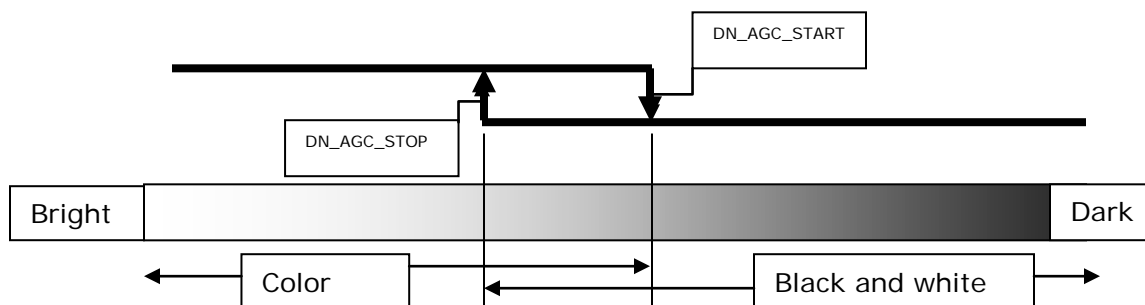 DN_AGC_START
DN_AGC_STOP
Bright
Dark
Color
Black and white